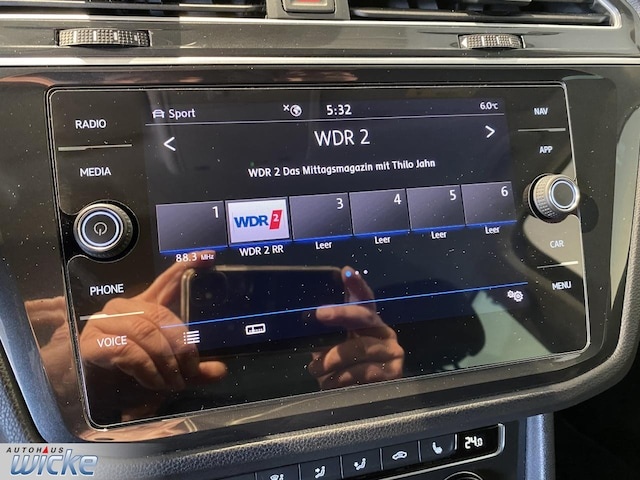 Sport 5:32 6.0°C
RADIO
MEDIA
PHONE
VOICE
NAV
APP
CAR
MENU
< WDR 2 >
WDR 2 Das Mittagsmagazin mit Thilo Jahn
1 WDR 2 3 4 5 6
88.3 MHz WDR 2 RR Leer Leer Leer Leer
24.0
AUTOHAUS
WICKE